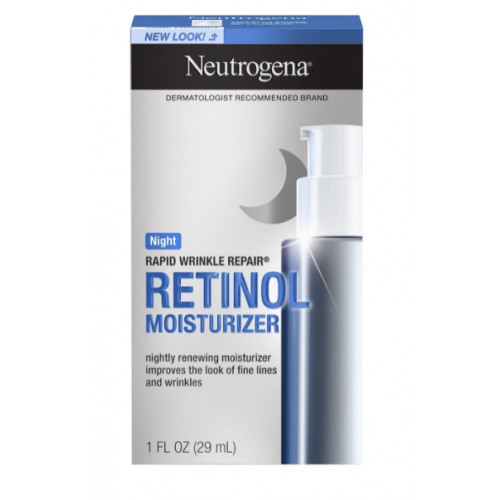 NEW LOOK!
Neutrogena®
DERMATOLOGIST RECOMMENDED BRAND
Night
RAPID WRINKLE REPAIR®
RETINOL
MOISTURIZER
nightly renewing moisturizer
improves the look of fine lines
and wrinkles
1 FL OZ (29 mL)